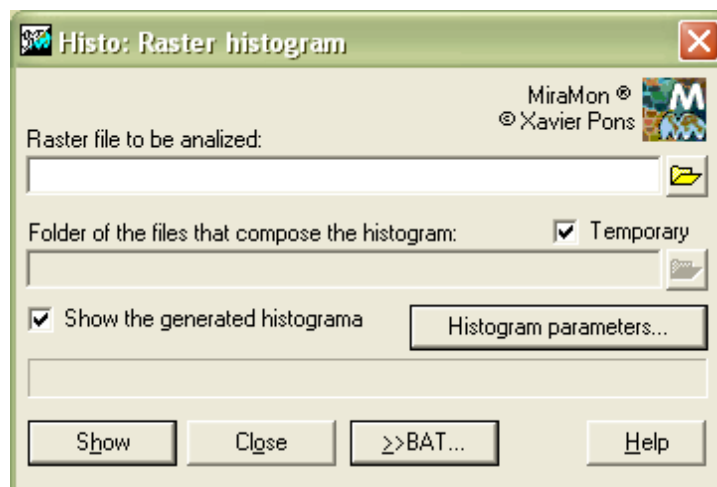 Histo: Raster histogram
MiraMon ®
© Xavier Pons
Raster file to be analized:
Folder of the files that compose the histogram:
Temporary
Show the generated histograma
Histogram parameters...
Show
Close
>>BAT...
Help